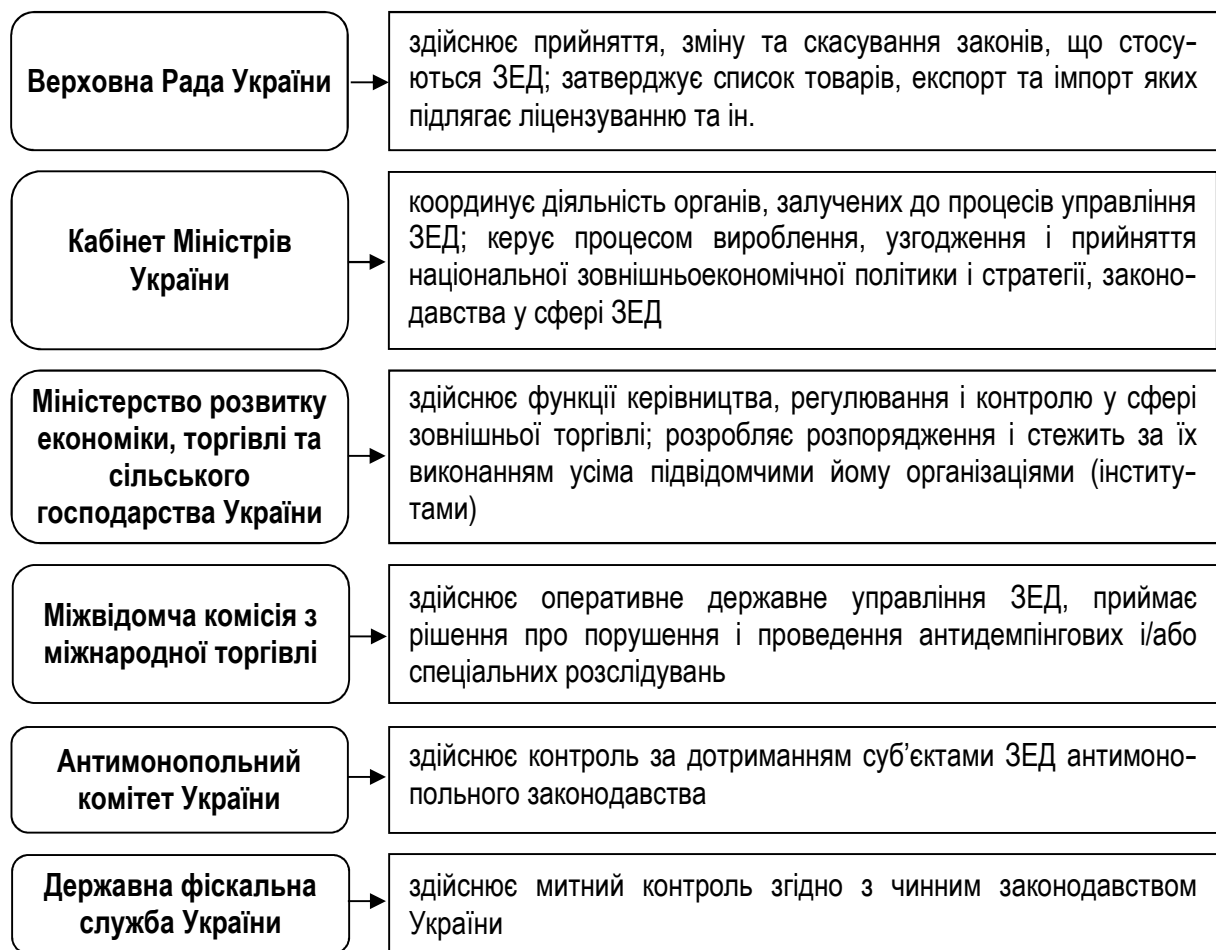 Верховна Рада України
здійснює прийняття, зміну та скасування законів, що стосу-
ються ЗЕД; затверджує список товарів, експорт та імпорт яких
підлягає ліцензуванню та ін.
Кабінет Міністрів
України
координує діяльність органів, залучених до процесів управління
ЗЕД; керує процесом вироблення, узгодження і прийняття
національної зовнішньоекономічної політики і стратегії, законо-
давства у сфері ЗЕД
Міністерство розвитку
економіки, торгівлі та
сільського
господарства України
здійснює функції керівництва, регулювання і контролю у сфері
зовнішньої торгівлі; розробляє розпорядження і стежить за їх
виконанням усіма підвідомчими йому організаціями (інститу-
тами)
Міжвідомча комісія з
міжнародної торгівлі
здійснює оперативне державне управління ЗЕД, приймає
рішення про порушення і проведення антидемпінгових і/або
спеціальних розслідувань
Антимонопольний
комітет України
здійснює контроль за дотриманням суб’єктами ЗЕД антимоно-
польного законодавства
Державна фіскальна
служба України
здійснює митний контроль згідно з чинним законодавством
України